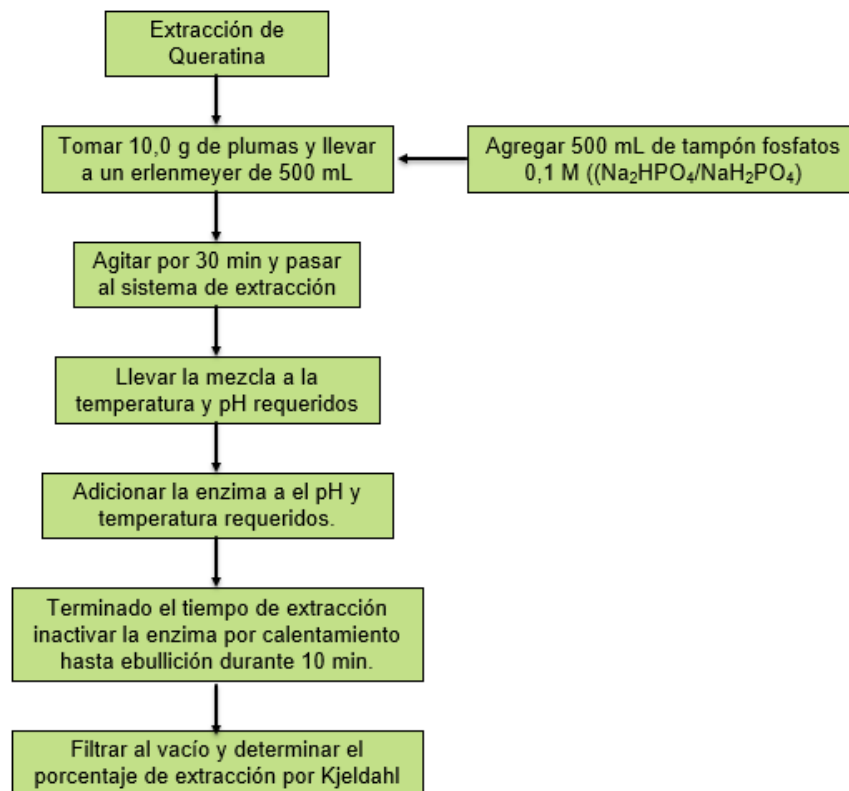 Extracción de
Queratina
Tomar 10,0 g de plumas y llevar
a un erlenmeyer de 500 mL
Agregar 500 mL de tampón fosfatos
0,1 M ((Na₂HPO₄/NaH₂PO₄)
Agitar por 30 min y pasar
al sistema de extracción
Llevar la mezcla a la
temperatura y pH requeridos
Adicionar la enzima a el pH y
temperatura requeridos.
Terminado el tiempo de extracción
inactivar la enzima por calentamiento
hasta ebullición durante 10 min.
Filtrar al vacío y determinar el
porcentaje de extracción por Kjeldahl